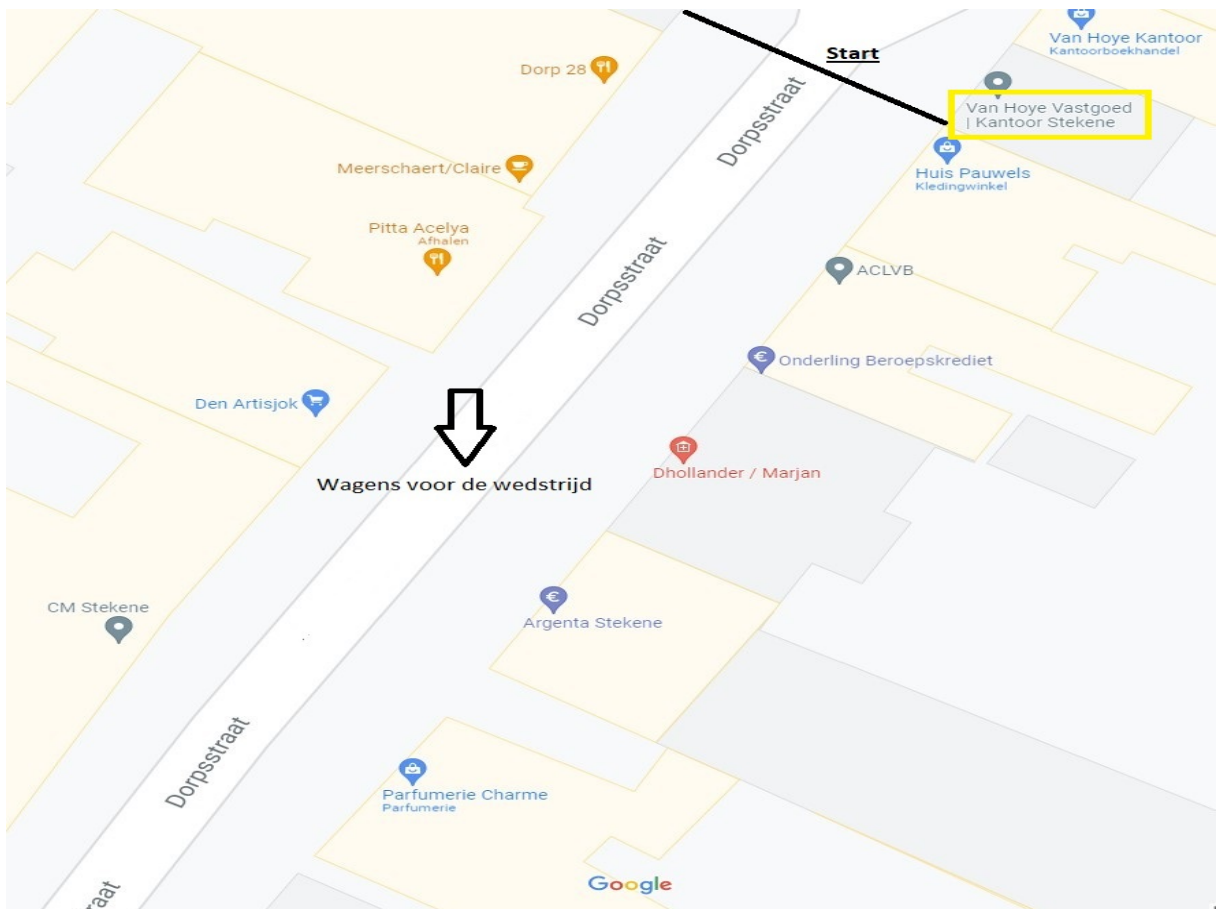 Van Hoye Kantoor
Kantoorboekhandel
Start
Dorp 28
Van Hoye Vastgoed
| Kantoor Stekene
Dorpsstraat
Meerschaert/Claire
Huis Pauwels
Kledingwinkel
Pitta Acelya
Afhalen
Dorpsstraat
ACLVB
Onderling Beroepskrediet
Den Artisjok
Dhollander / Marjan
Wagens voor de wedstrijd
CM Stekene
Argenta Stekene
Dorpsstraat
Parfumerie Charme
Parfumerie
raat
Google